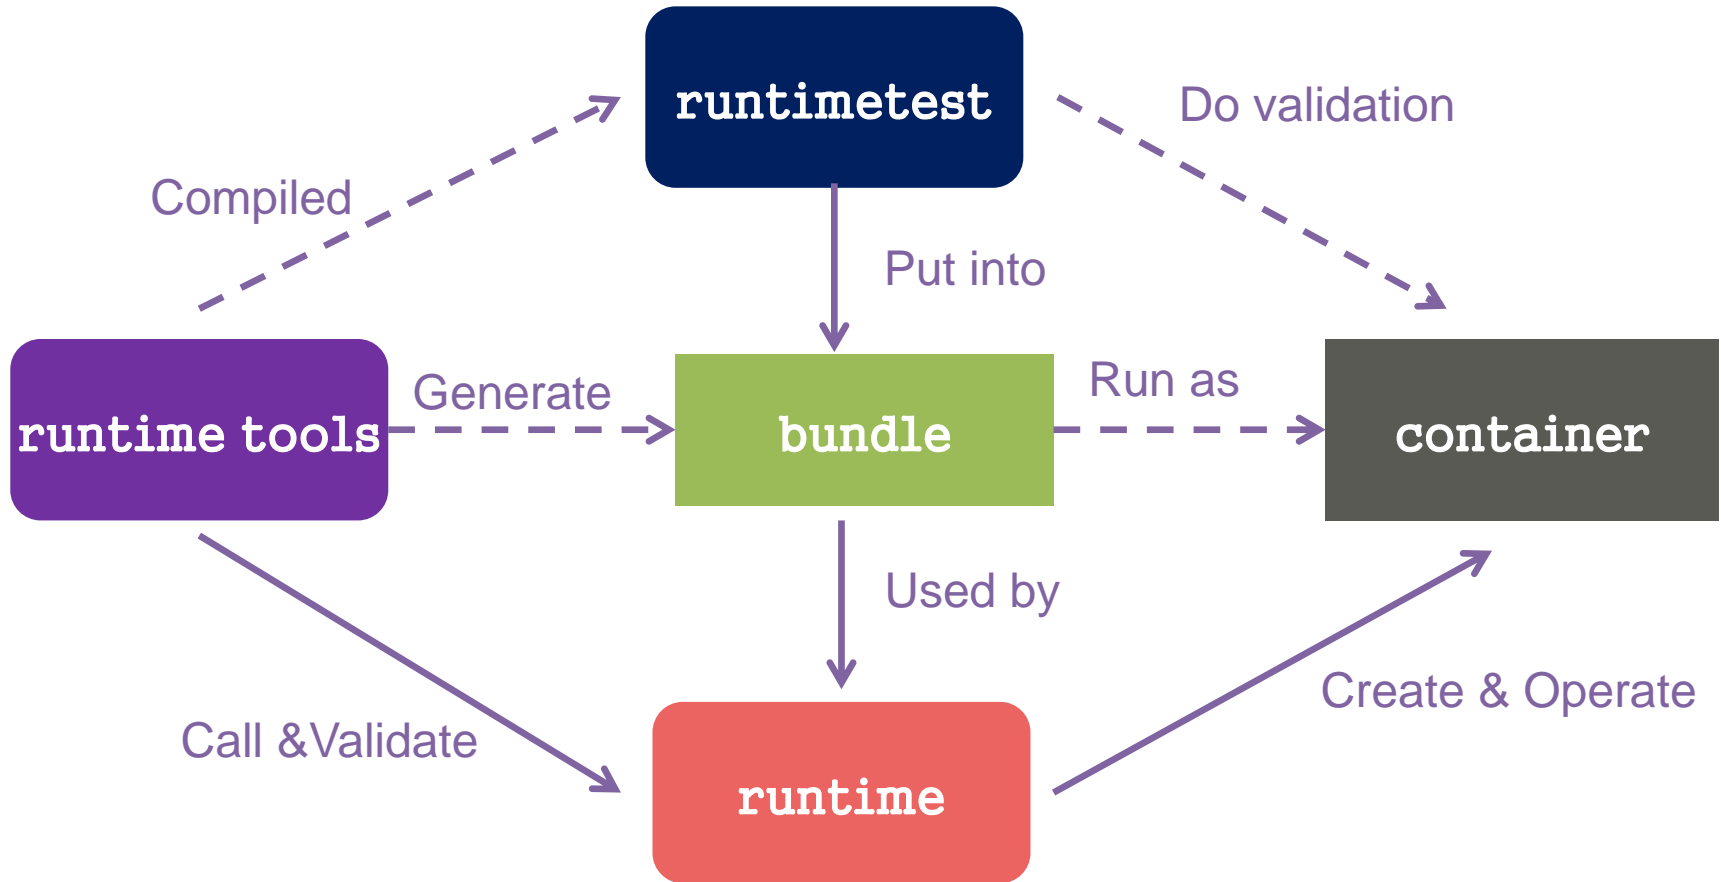 runtimetest
Do validation
Compiled
Put into
runtime tools
Generate
bundle
Run as
container
Used by
Call &Validate
Create & Operate
runtime